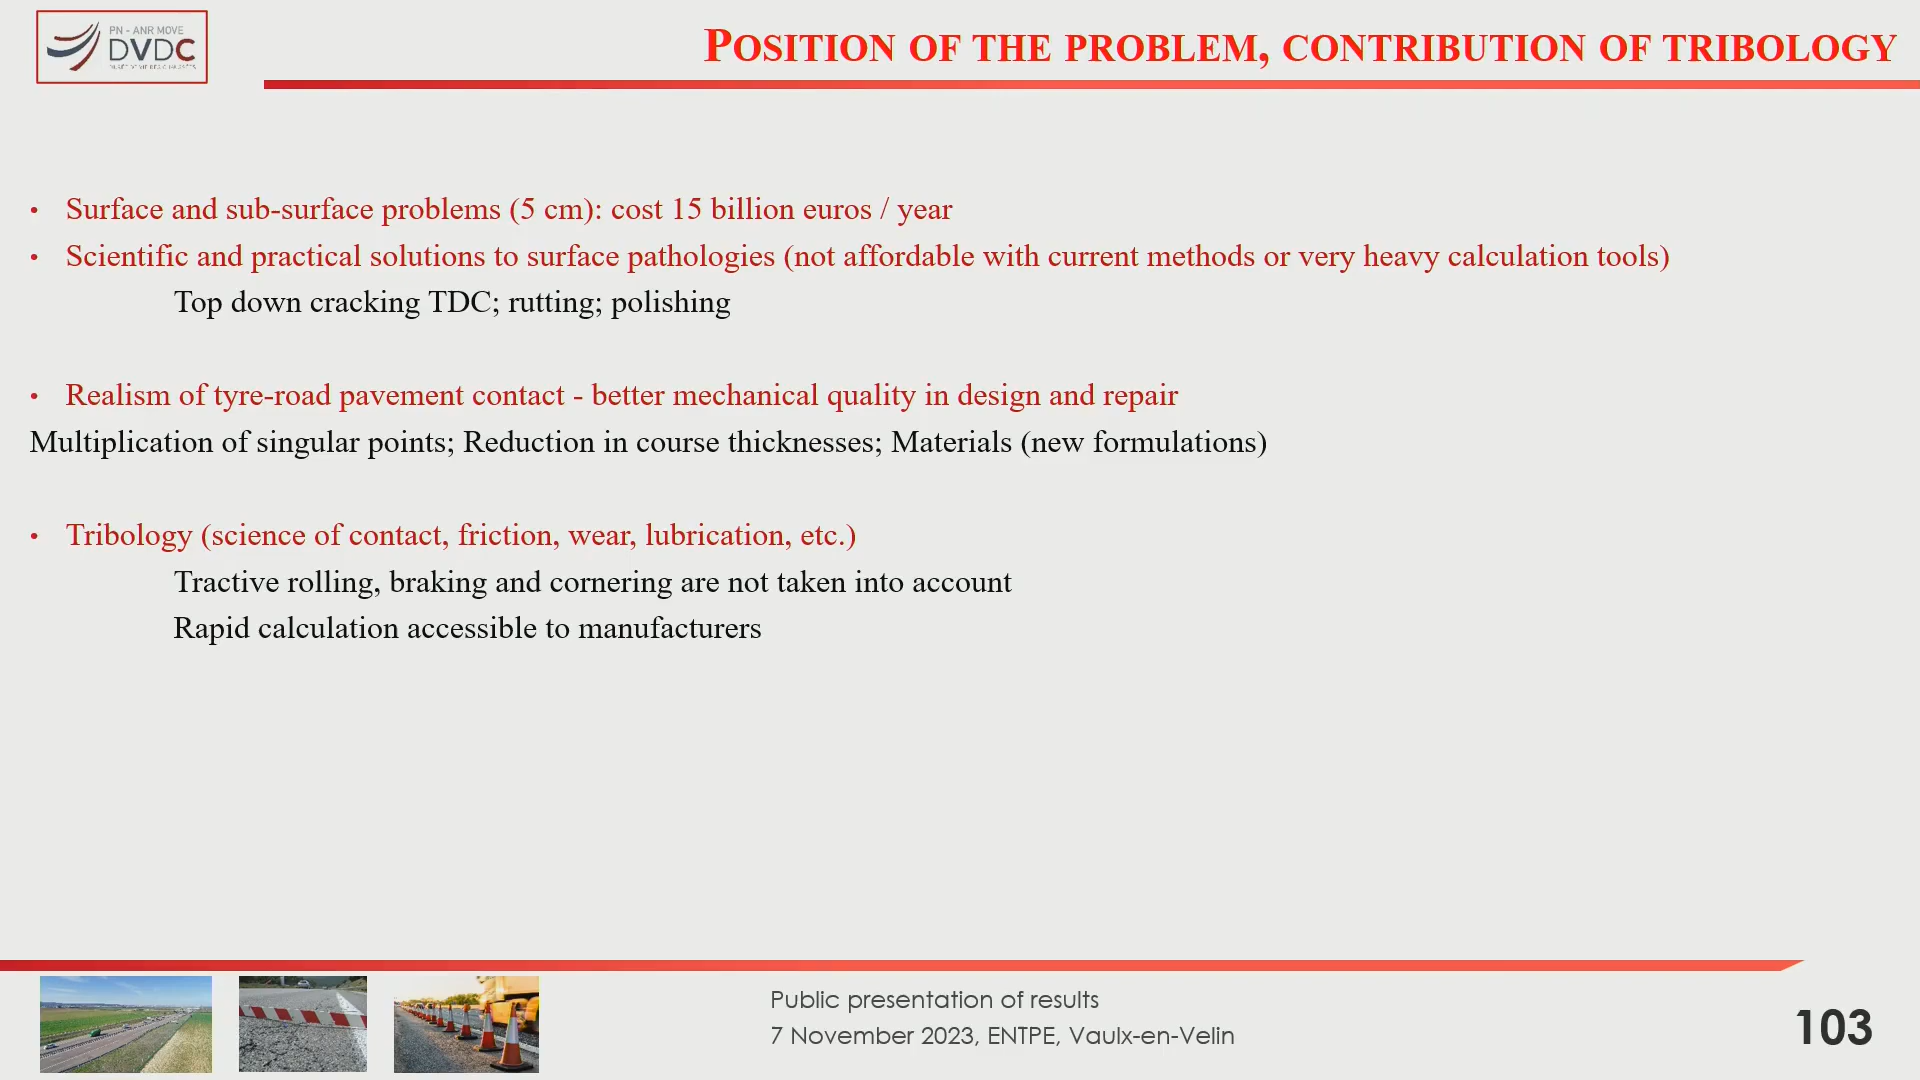 PN - ANR MOVE
DVDC
POSITION OF THE PROBLEM, CONTRIBUTION OF TRIBOLOGY
• Surface and sub-surface problems (5 cm): cost 15 billion euros / year
• Scientific and practical solutions to surface pathologies (not affordable with current methods or very heavy calculation tools)
Top down cracking TDC; rutting; polishing
• Realism of tyre-road pavement contact - better mechanical quality in design and repair
Multiplication of singular points; Reduction in course thicknesses; Materials (new formulations)
• Tribology (science of contact, friction, wear, lubrication, etc.)
Tractive rolling, braking and cornering are not taken into account
Rapid calculation accessible to manufacturers
Public presentation of results
7 November 2023, ENTPE, Vaulx-en-Velin
103